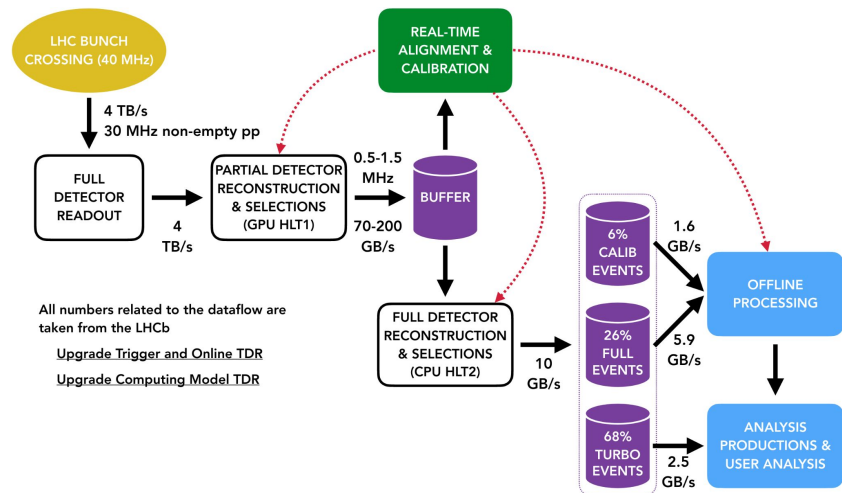 LHC BUNCH
CROSSING (40 MHz)
REAL-TIME
ALIGNMENT &
CALIBRATION
4 TB/s
30 MHz non-empty pp
FULL
DETECTOR
READOUT
4
TB/s
PARTIAL DETECTOR
RECONSTRUCTION
& SELECTIONS
(GPU HLT1)
0.5-1.5
MHz
70-200
GB/s
BUFFER
FULL DETECTOR
RECONSTRUCTION
& SELECTIONS
(CPU HLT2)
10
GB/s
6%
CALIB
EVENTS
1.6
GB/s
26%
FULL
EVENTS
5.9
GB/s
68%
TURBO
EVENTS
2.5
GB/s
OFFLINE
PROCESSING
ANALYSIS
PRODUCTIONS &
USER ANALYSIS
All numbers related to the dataflow are
taken from the LHCb
Upgrade Trigger and Online TDR
Upgrade Computing Model TDR